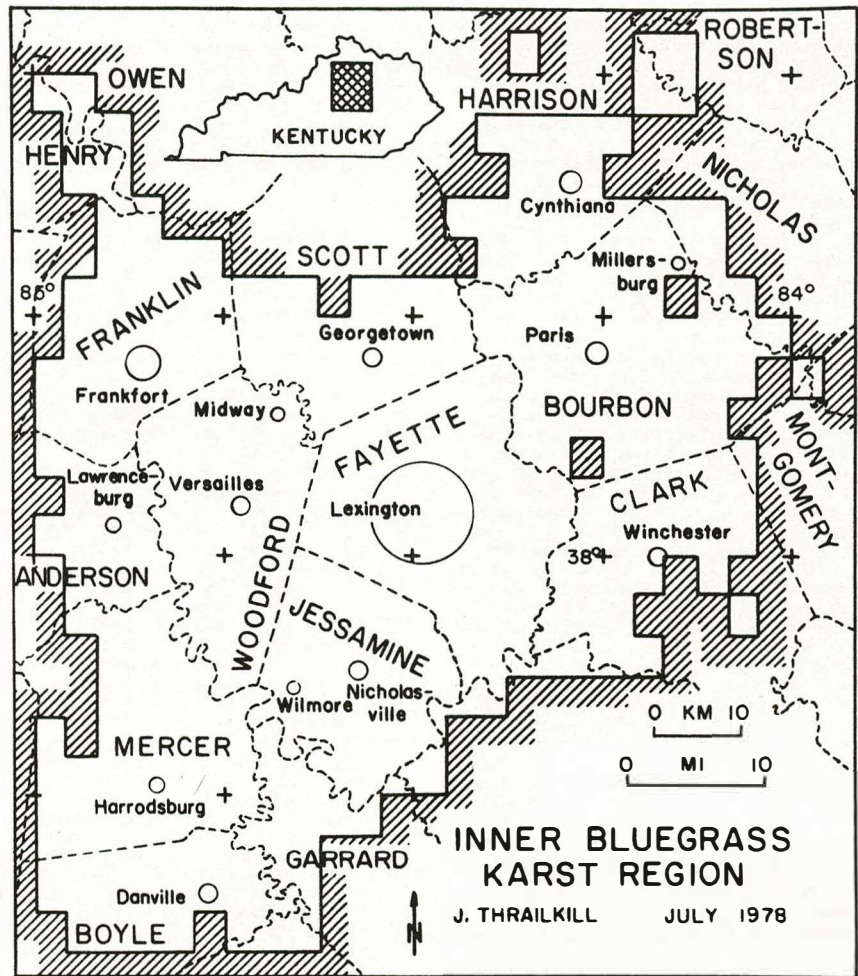 ROBERT-
SON
OWEN
HARRISON
KENTUCKY
HENRY
NICHOLAS
Cynthiana
SCOTT
Millers-
burg
85°
84°
FRANKLIN
Georgetown
Paris
Frankfort
Midway
BOURBON
FAYETTE
MONT-
GOMERY
Lawrence-
burg
Versailles
CLARK
Lexington
Winchester
38°
ANDERSON
WOODFORD
JESSAMINE
Wilmore
Nicholas-
ville
0 KM 10
MERCER
0 MI 10
Harrodsburg
INNER BLUEGRASS
KARST REGION
GARRARD
Danville
J. THRAILKILL JULY 1978
BOYLE
N